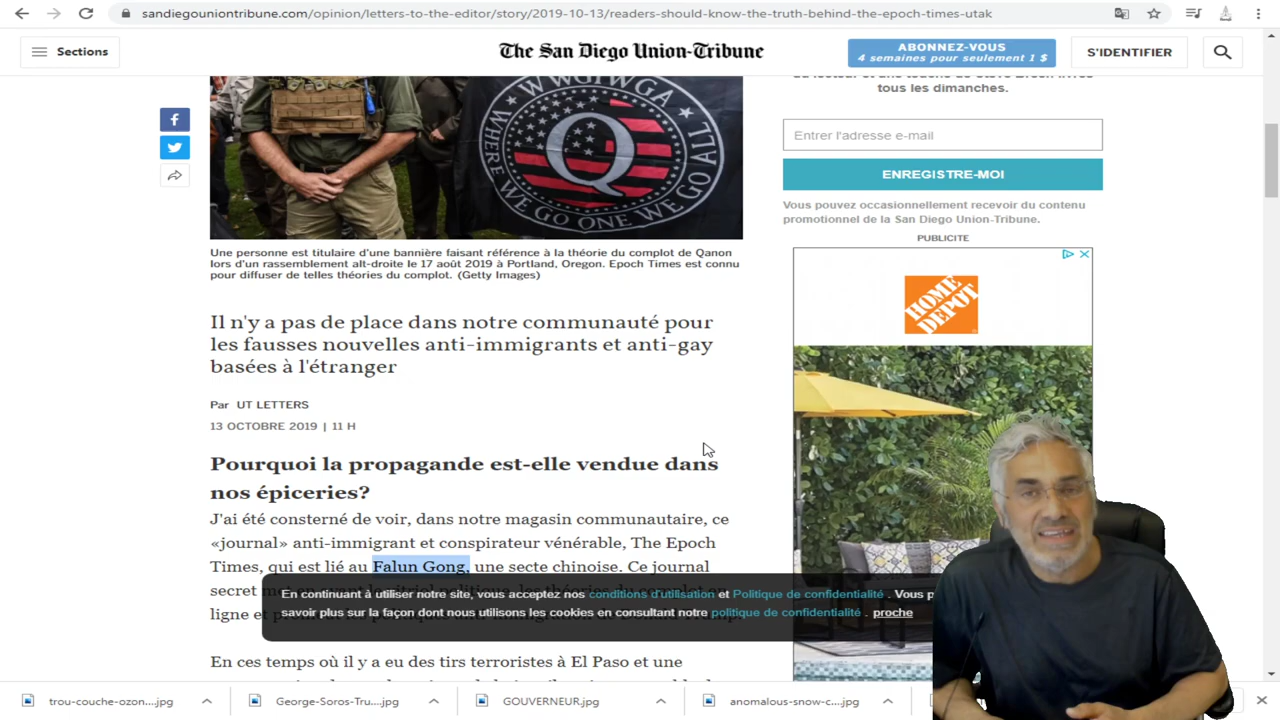 sandiegouniontribune.com/opinion/letters-to-the-editor/story/2019-10-13/readers-should-know-the-truth-behind-the-epoch-times-utak
Sections
The San Diego Union-Tribune
ABONNEZ-VOUS
4 semaines pour seulement 1 $
S'IDENTIFIER
WWG1WGA
WHERE WE GO ONE WE GO ALL
Q
tous les dimanches.
Entrer l'adresse e-mail
ENREGISTRE-MOI
Vous pouvez occasionnellement recevoir du contenu
promotionnel de la San Diego Union-Tribune.
PUBLICITE
THE HOME DEPOT
Une personne est titulaire d'une bannière faisant référence à la théorie du complot de Qanon
lors d'un rassemblement alt-droite le 17 août 2019 à Portland, Oregon. Epoch Times est connu
pour diffuser de telles théories du complot. (Getty Images)
Il n'y a pas de place dans notre communauté pour
les fausses nouvelles anti-immigrants et anti-gay
basées à l'étranger
Par UT LETTERS
13 OCTOBRE 2019 | 11 H
Pourquoi la propagande est-elle vendue dans
nos épiceries?
J'ai été consterné de voir, dans notre magasin communautaire, ce
«journal» anti-immigrant et conspirateur vénérable, The Epoch
Times, qui est lié au Falun Gong, une secte chinoise. Ce journal
secret
ligne et
En continuant à utiliser notre site, vous acceptez nos conditions d'utilisation et Politique de confidentialité . Vous p
savoir plus sur la façon dont nous utilisons les cookies en consultant notre politique de confidentialité . proche
En ces temps où il y a eu des tirs terroristes à El Paso et une
trou-couche-ozon....jpg
George-Soros-Tru....jpg
GOUVERNEUR.jpg
anomalous-snow-c....jpg